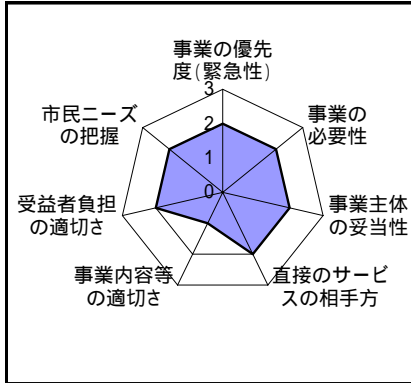 事業の優先
度(緊急性)
3
2
1
0
事業の
必要性
事業主体
の妥当性
直接のサービ
スの相手方
事業内容等
の適切さ
受益者負担
の適切さ
市民ニーズ
の把握